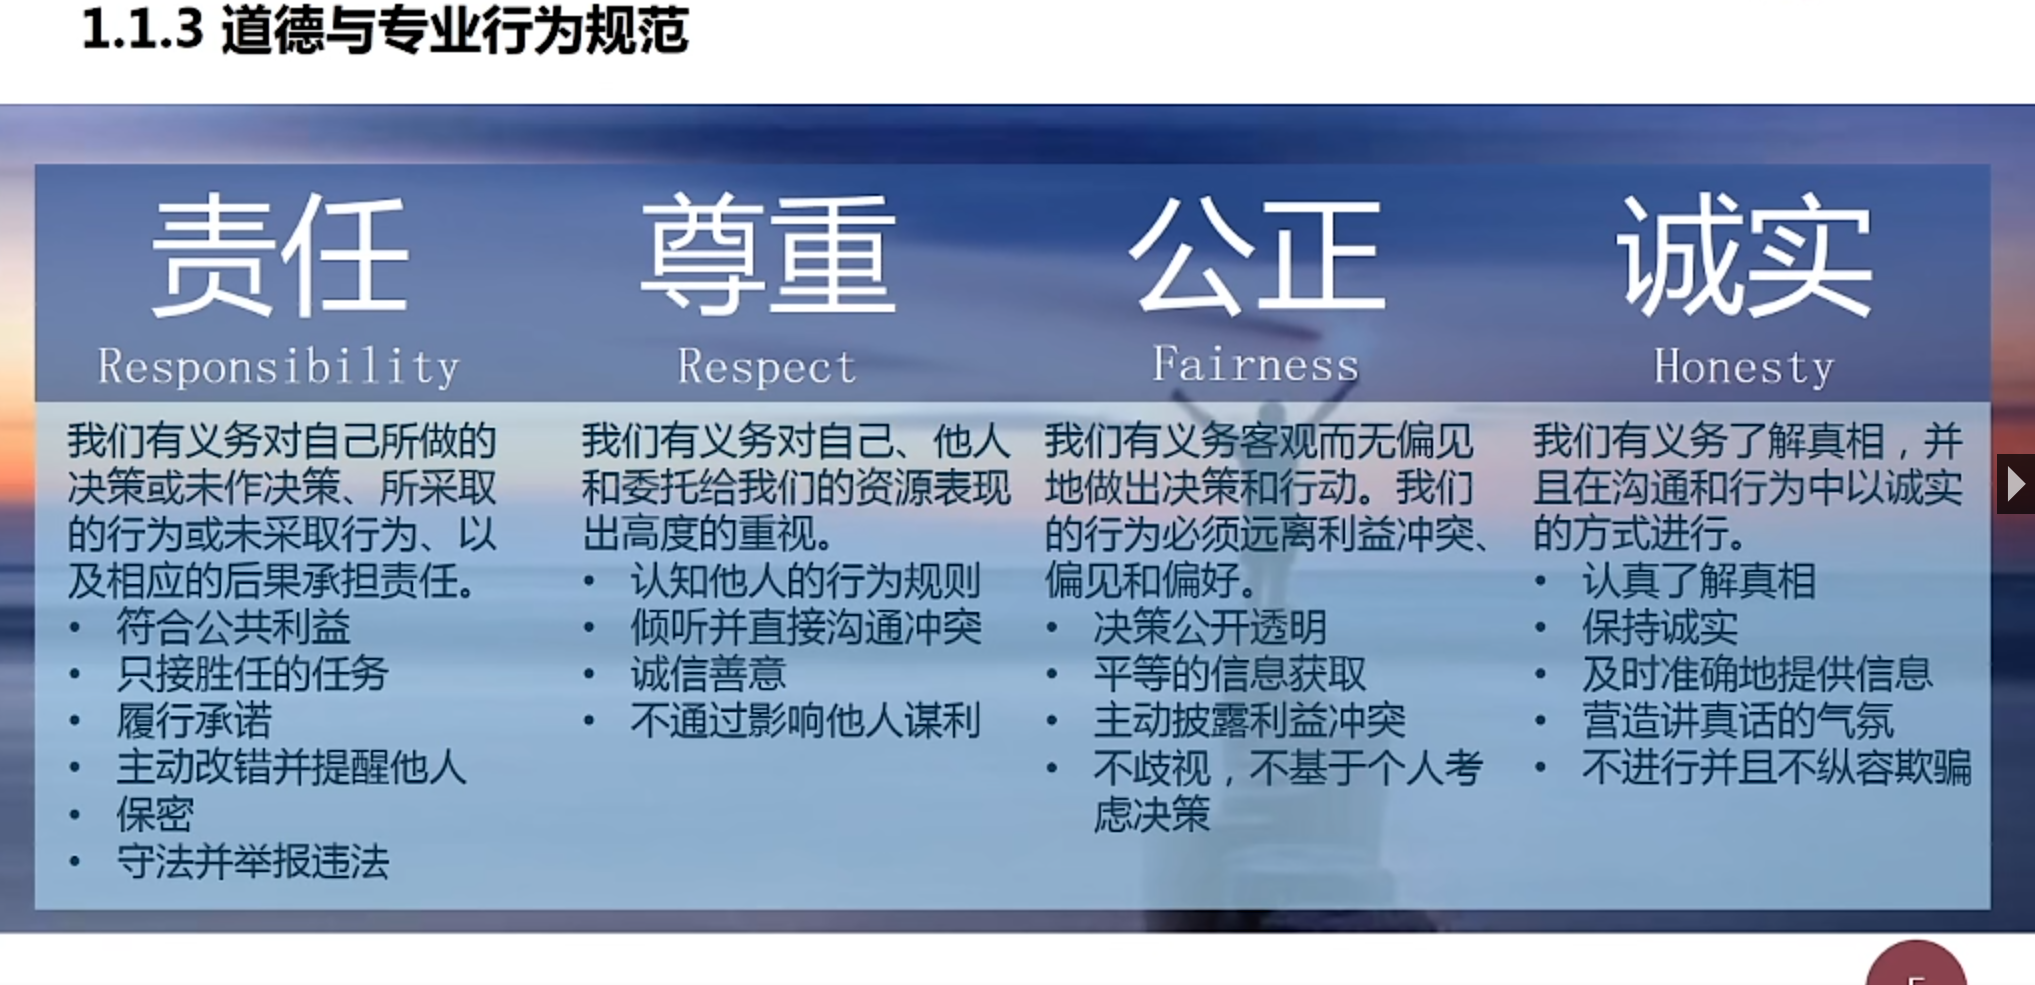 1.1.3 道德与专业行为规范
责任
Responsibility
我们有义务对自己所做的
决策或未作决策、所采取
的行为或未采取行为、以
及相应的后果承担责任。
• 符合公共利益
• 只接胜任的任务
• 履行承诺
• 主动改错并提醒他人
• 保密
• 守法并举报违法
尊重
Respect
我们有义务对自己、他人
和委托给我们的资源表现
出高度的重视。
• 认知他人的行为规则
• 倾听并直接沟通冲突
• 诚信善意
• 不通过影响他人谋利
公正
Fairness
我们有义务客观而无偏见
地做出决策和行动。我们
的行为必须远离利益冲突、
偏见和偏好。
• 决策公开透明
• 平等的信息获取
• 主动披露利益冲突
• 不歧视，不基于个人考
虑决策
诚实
Honesty
我们有义务了解真相，并
且在沟通和行为中以诚实
的方式进行。
• 认真了解真相
• 保持诚实
• 及时准确地提供信息
• 营造讲真话的气氛
• 不进行并且不纵容欺骗